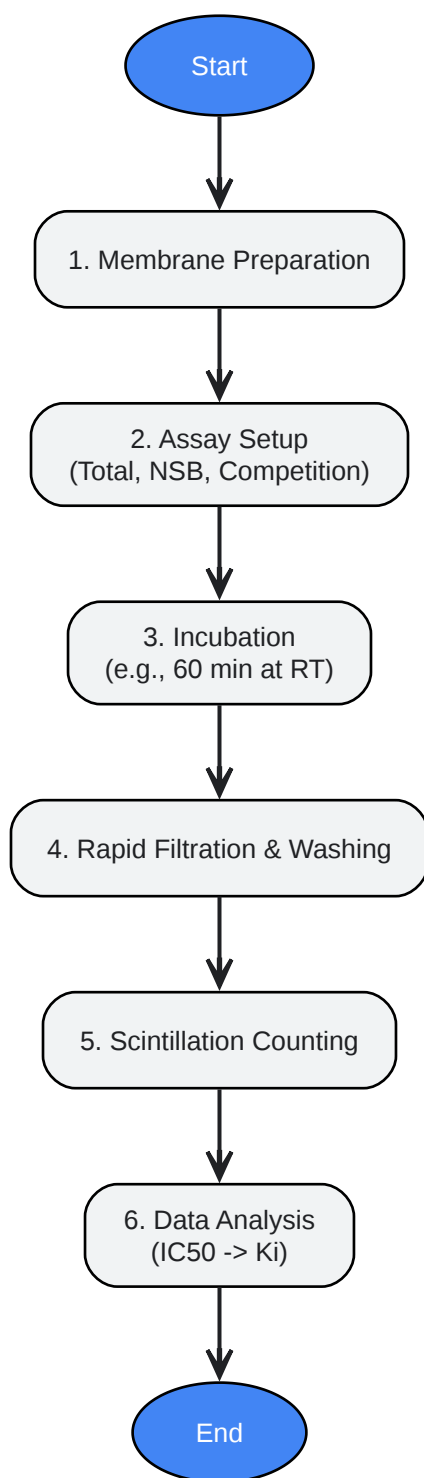 Start
1. Membrane Preparation
2. Assay Setup
(Total, NSB, Competition)
3. Incubation
(e.g., 60 min at RT)
4. Rapid Filtration & Washing
5. Scintillation Counting
6. Data Analysis
(IC50 -> Ki)
End